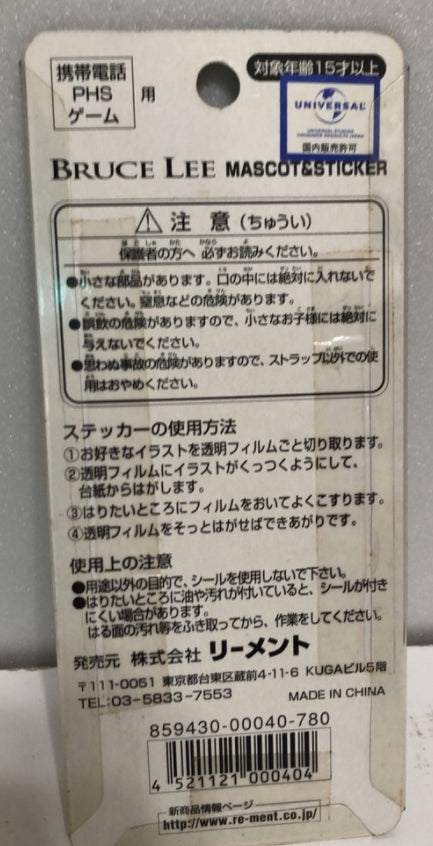 携帯電話
PHS
ゲーム
用
対象年齢15才以上
UNIVERSAL
国内販売許可
BRUCE LEE MASCOT&STICKER
⚠ 注 意 (ちゅうい)
保護者の方へ 必ずお読みください。
●小さな部品があります。口の中には絶対に入れないで
ください。窒息などの危険があります。
●誤飲の危険がありますので、小さなお子様には絶対に
与えないでください。
●思わぬ事故の危険がありますので、ストラップ以外での使
用はおやめください。
ステッカーの使用方法
①お好きなイラストを透明フィルムごと切り取ります。
②透明フィルムにイラストがくっつくようにして、
台紙からはがします。
③はりたいところにフィルムをおいてよくこすります。
④透明フィルムをそっとはがせばできあがりです。
使用上の注意
●用途以外の目的で、シールを使用しないで下さい。
●はりたいところに油や汚れが付いていると、シールが付き
にくい場合があります。
はる面の汚れ等をふき取ってから、作業をしてください。
発売元 株式会社 リーメント
〒111-0051 東京都台東区蔵前4-11-6 KUGAビル5階
TEL:03-5833-7553 MADE IN CHINA
859430-00040-780
4 521121 000404
新商品情報ページ
http://www.re-ment.co.jp/